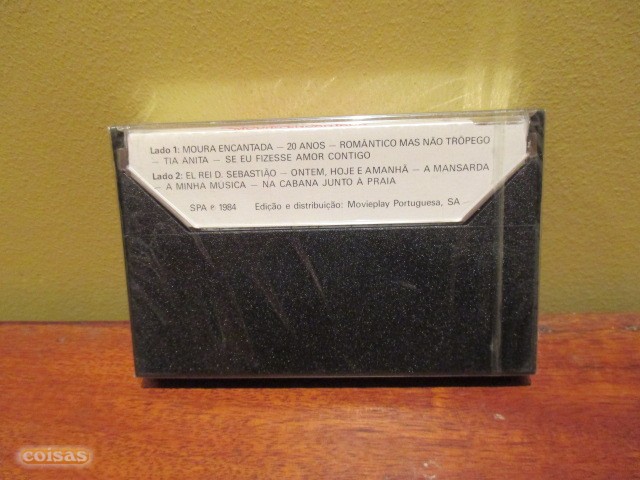 Lado 1: MOURA ENCANTADA — 20 ANOS — ROMÂNTICO MAS NÃO TRÔPEGO
— TIA ANITA — SE EU FIZESSE AMOR CONTIGO
Lado 2: EL REI D. SEBASTIÃO — ONTEM, HOJE E AMANHÃ — A MANSARDA
— A MINHA MÚSICA — NA CABANA JUNTO À PRAIA
SPA ℗ 1984 Edição e distribuição: Movieplay Portuguesa, SA
coisas